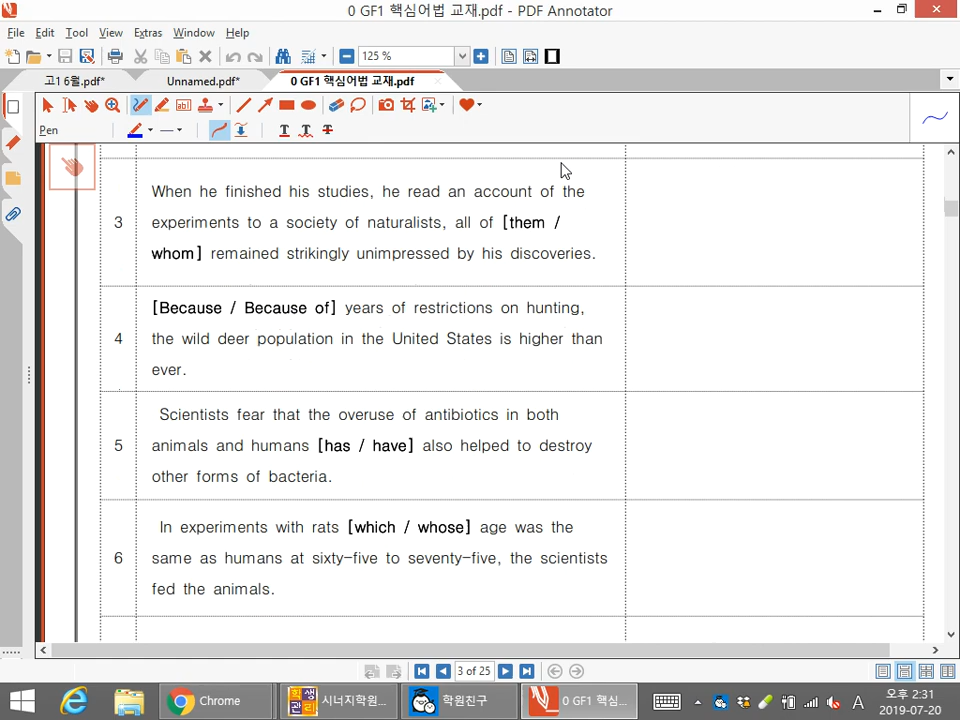 0 GF1 핵심어법 교재.pdf - PDF Annotator
File Edit Tool View Extras Window Help
125 %
고1 6월.pdf* Unnamed.pdf* 0 GF1 핵심어법 교재.pdf
Pen
When he finished his studies, he read an account of the
3 experiments to a society of naturalists, all of [them /
whom] remained strikingly unimpressed by his discoveries.
[Because / Because of] years of restrictions on hunting,
4 the wild deer population in the United States is higher than
ever.
Scientists fear that the overuse of antibiotics in both
5 animals and humans [has / have] also helped to destroy
other forms of bacteria.
In experiments with rats [which / whose] age was the
6 same as humans at sixty-five to seventy-five, the scientists
fed the animals.
3 of 25
학생관리
Chrome 시너지학원... 학원친구 0 GF1 핵심... A 오후 2:31
2019-07-20